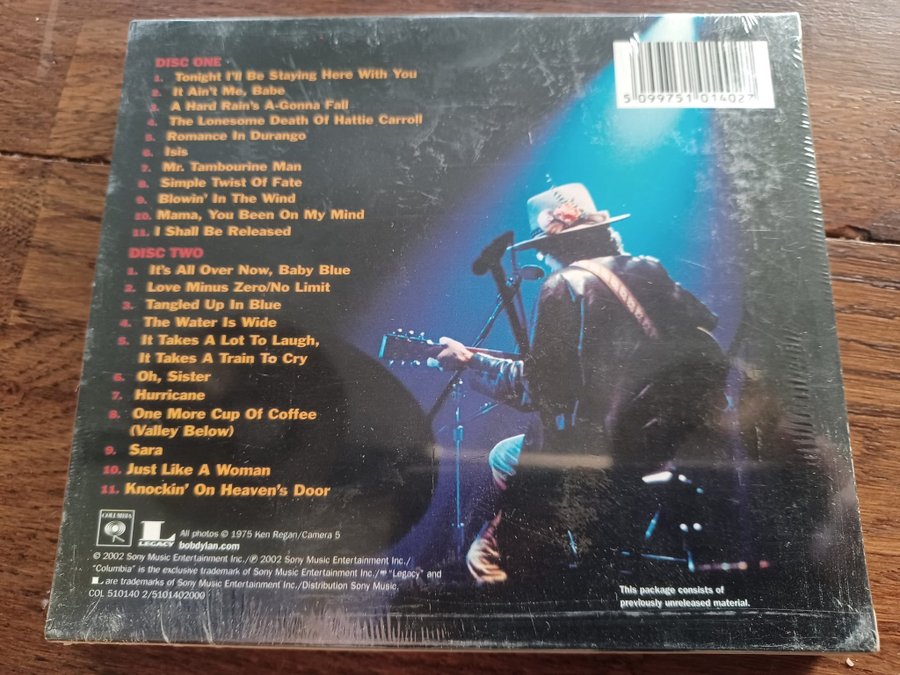 DISC ONE
1. Tonight I'll Be Staying Here With You
2. It Ain't Me, Babe
3. A Hard Rain's A-Gonna Fall
4. The Lonesome Death Of Hattie Carroll
5. Romance In Durango
6. Isis
7. Mr. Tambourine Man
8. Simple Twist Of Fate
9. Blowin' In The Wind
10. Mama, You Been On My Mind
11. I Shall Be Released
DISC TWO
1. It's All Over Now, Baby Blue
2. Love Minus Zero/No Limit
3. Tangled Up In Blue
4. The Water Is Wide
5. It Takes A Lot To Laugh,
It Takes A Train To Cry
6. Oh, Sister
7. Hurricane
8. One More Cup Of Coffee
(Valley Below)
9. Sara
10. Just Like A Woman
11. Knockin' On Heaven's Door
5 099751 014027
COLUMBIA
L
LEGACY
All photos © 1975 Ken Regan/Camera 5
bobdylan.com
© 2002 Sony Music Entertainment Inc./℗ 2002 Sony Music Entertainment Inc./
"Columbia" is the exclusive trademark of Sony Music Entertainment Inc./ "Legacy" and
L are trademarks of Sony Music Entertainment Inc./Distribution Sony Music.
COL 510140 2/5101402000
This package consists of
previously unreleased material.